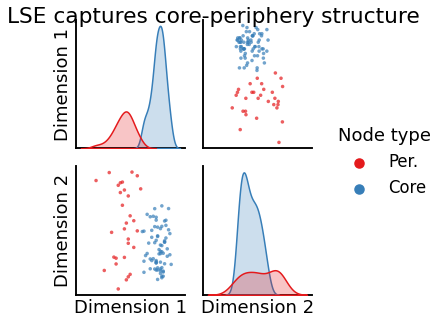 LSE captures core-periphery structure
Dimension 1
Dimension 2
Dimension 1
Dimension 2
Node type
Per.
Core